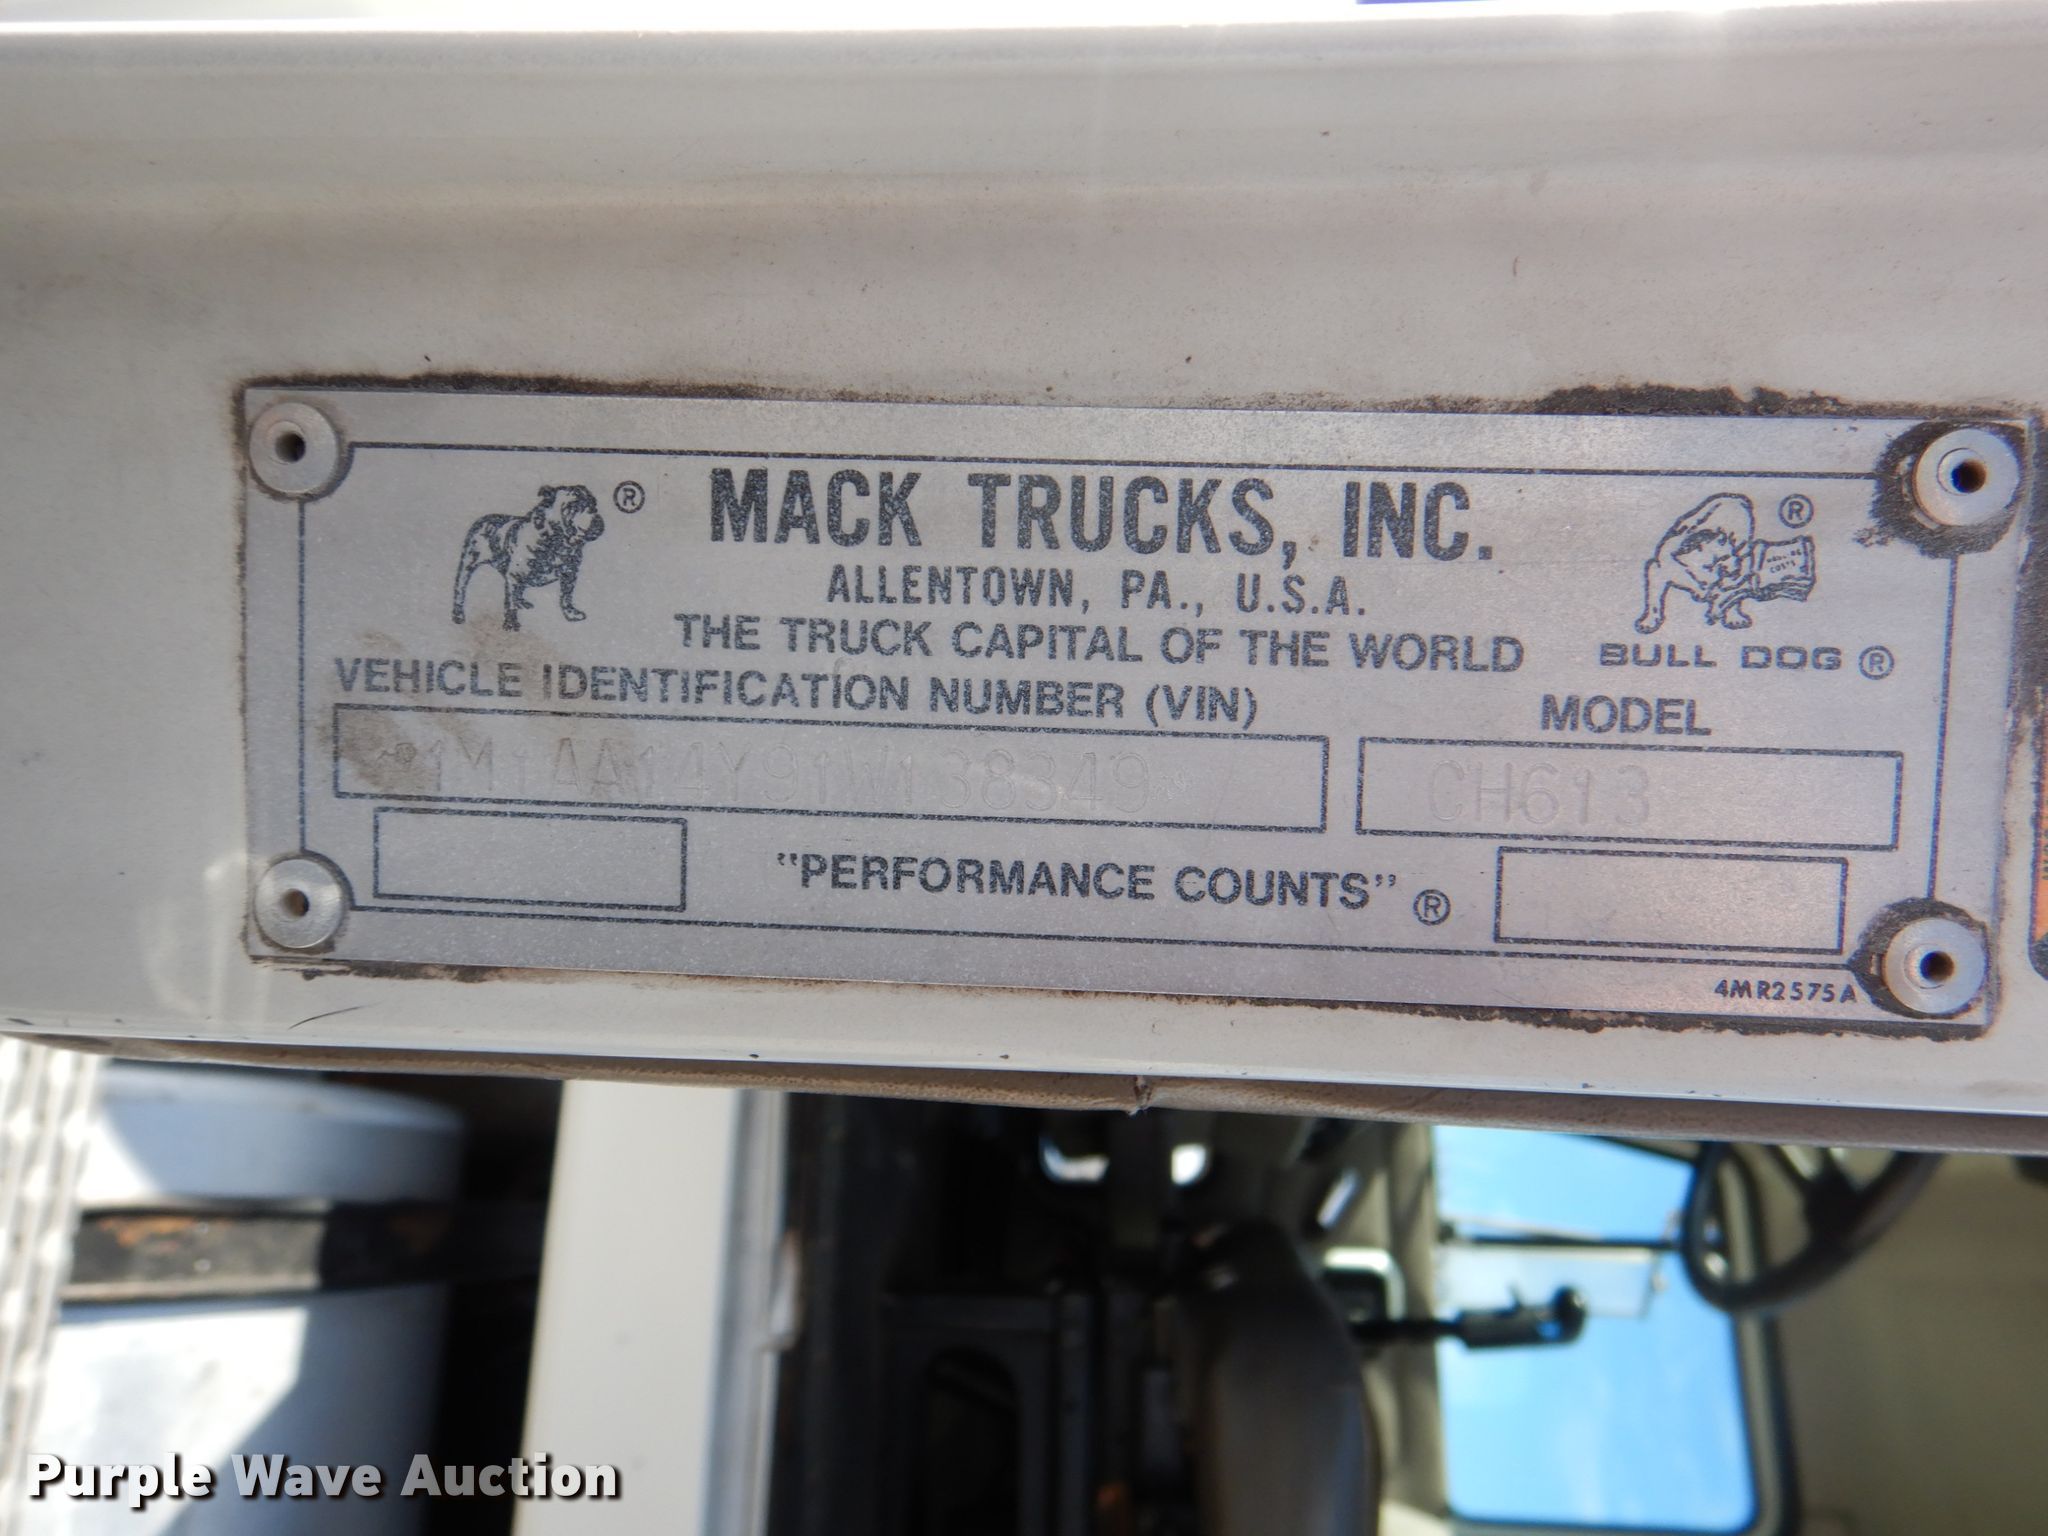 MACK TRUCKS, INC.
ALLENTOWN, PA., U.S.A.
THE TRUCK CAPITAL OF THE WORLD
BULL DOG ®
VEHICLE IDENTIFICATION NUMBER (VIN)
MODEL
1M1AA14Y91W138349
CH613
"PERFORMANCE COUNTS" ®
4MR2575A
Purple Wave Auction